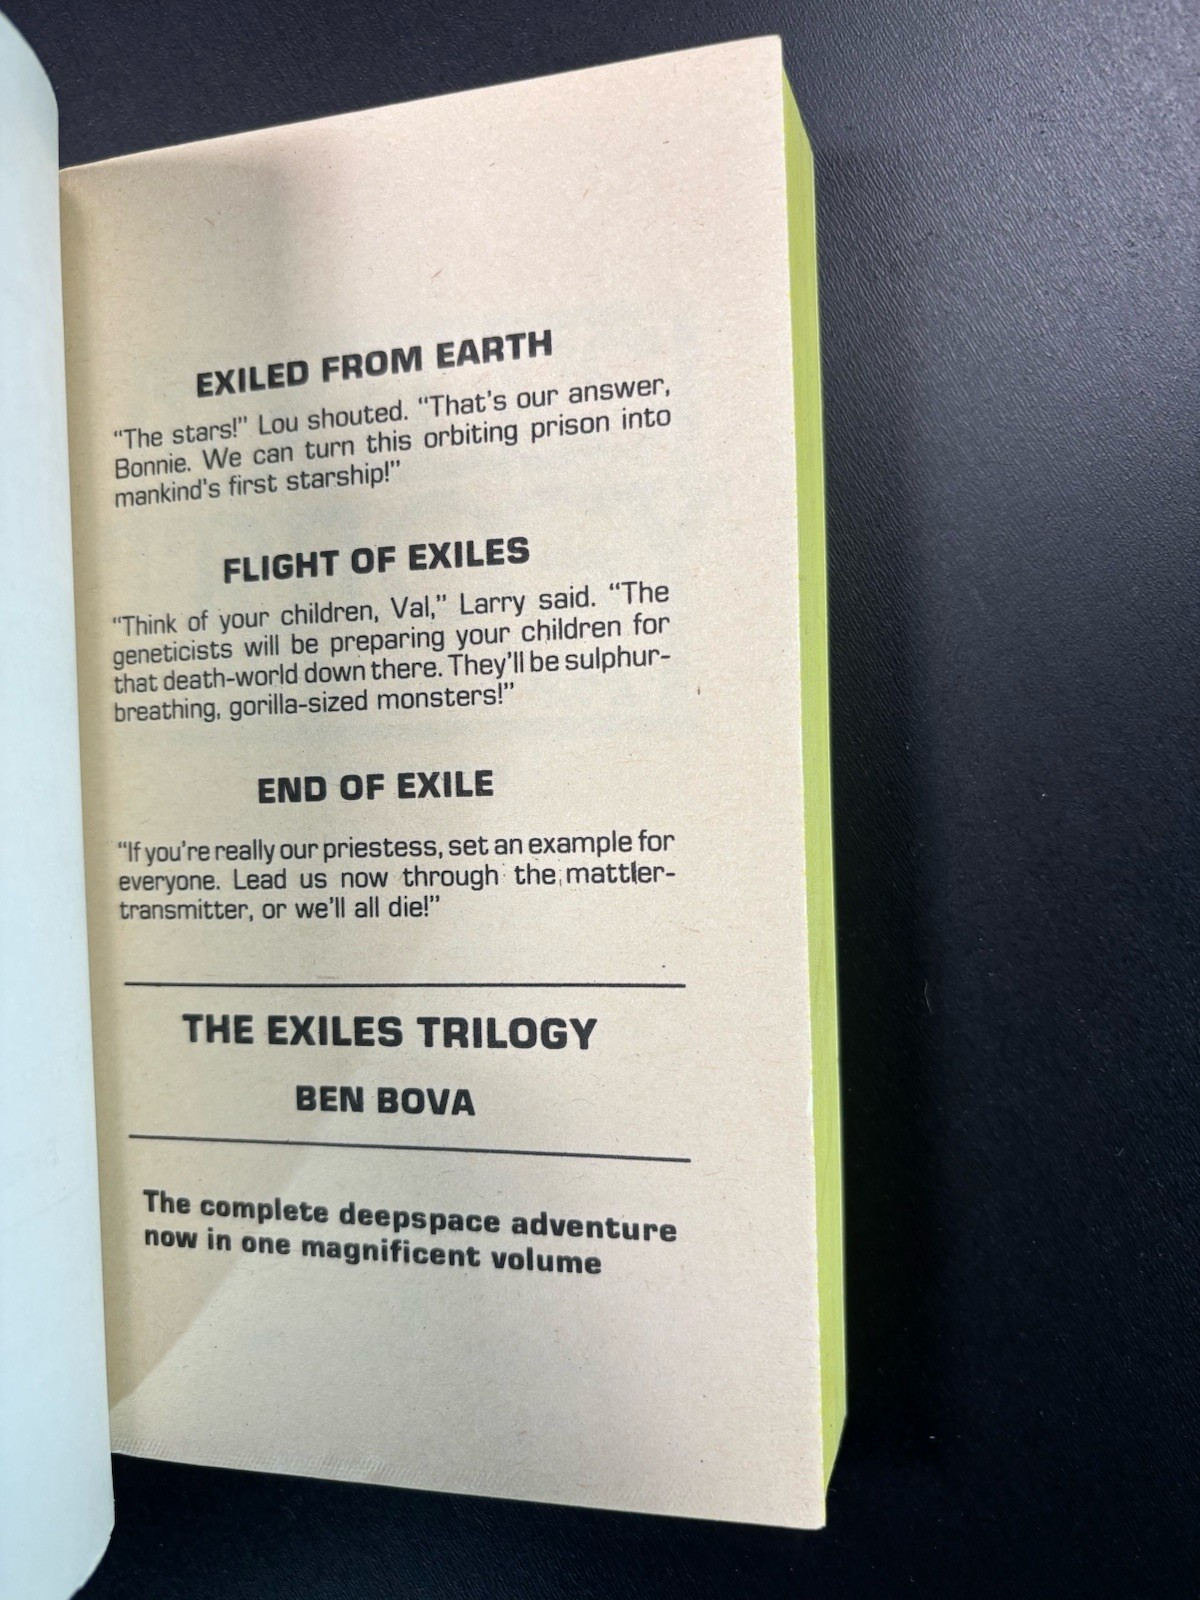 EXILED FROM EARTH
“The stars!” Lou shouted. “That’s our answer,
Bonnie. We can turn this orbiting prison into
mankind’s first starship!”
FLIGHT OF EXILES
“Think of your children, Val,” Larry said. “The
geneticists will be preparing your children for
that death-world down there. They’ll be sulphur-
breathing, gorilla-sized monsters!”
END OF EXILE
“If you’re really our priestess, set an example for
everyone. Lead us now through the mattler-
transmitter, or we’ll all die!”
THE EXILES TRILOGY
BEN BOVA
The complete deepspace adventure
now in one magnificent volume